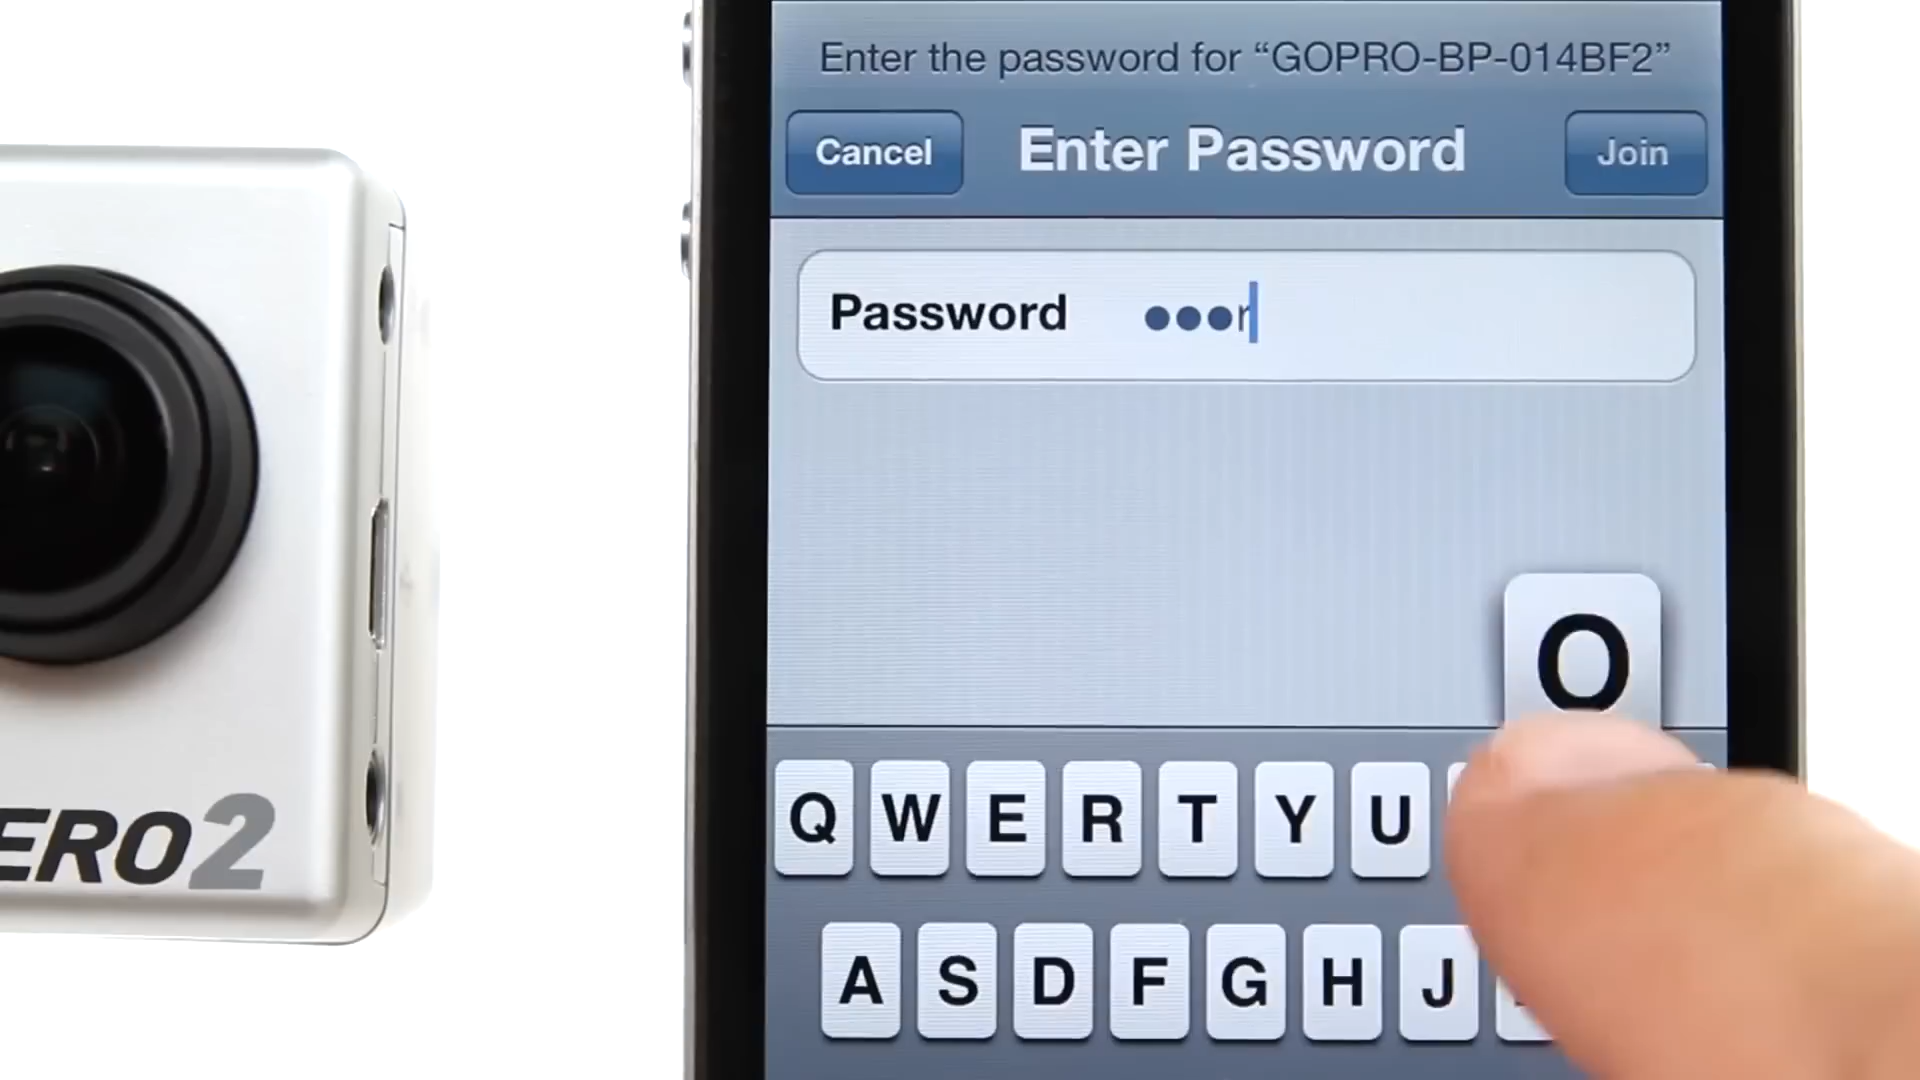 Enter the password for “GOPRO-BP-014BF2”
Cancel
Enter Password
Join
Password
●●●r
O
Q W E R T Y U
A S D F G H J
ERO2